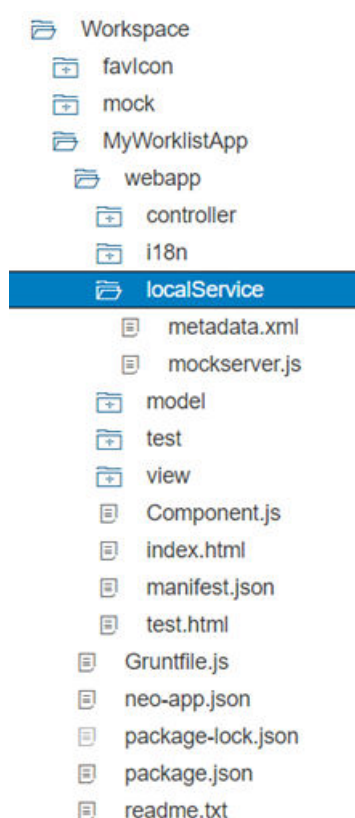 Workspace
favIcon
mock
MyWorklistApp
webapp
controller
i18n
localService
metadata.xml
mockserver.js
model
test
view
Component.js
index.html
manifest.json
test.html
Gruntfile.js
neo-app.json
package-lock.json
package.json
readme.txt